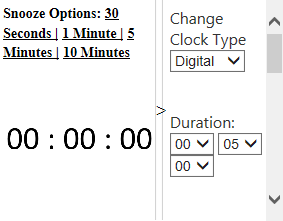 Snooze Options: 30
Seconds | 1 Minute | 5
Minutes | 10 Minutes
00 : 00 : 00
>
Change
Clock Type
Digital
Duration:
00 05
00